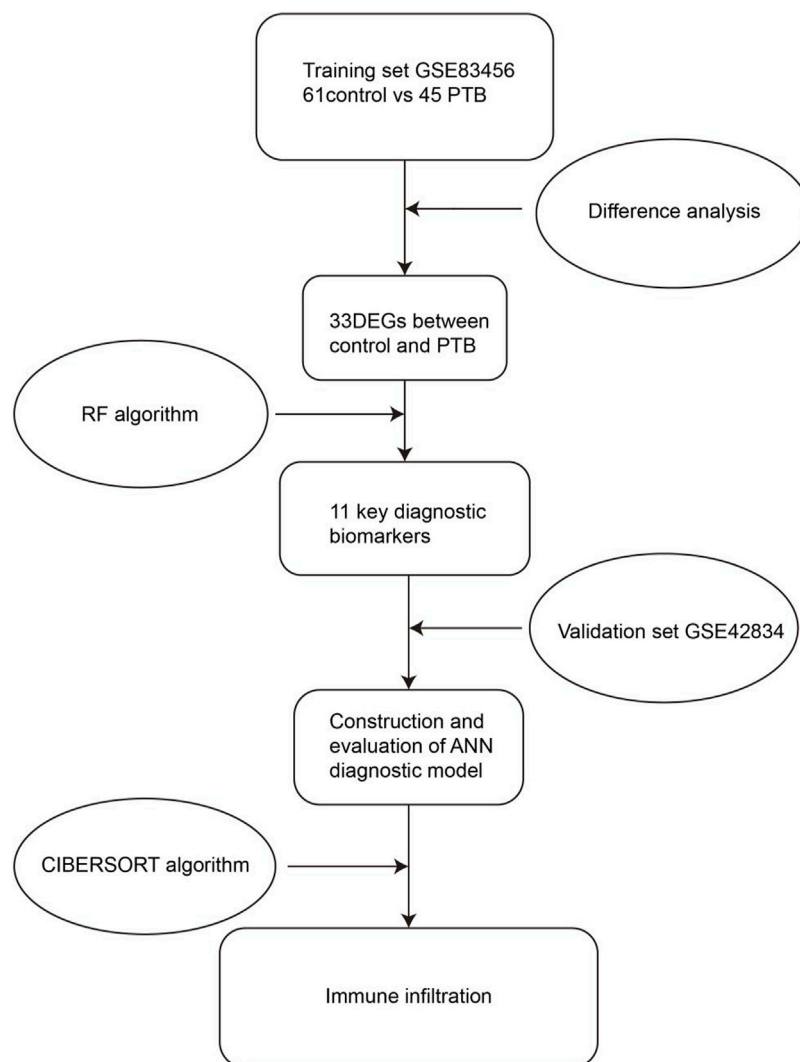 Training set GSE83456
61control vs 45 PTB
Difference analysis
33DEGs between
control and PTB
RF algorithm
11 key diagnostic
biomarkers
Validation set GSE42834
Construction and
evaluation of ANN
diagnostic model
CIBERSORT algorithm
Immune infiltration